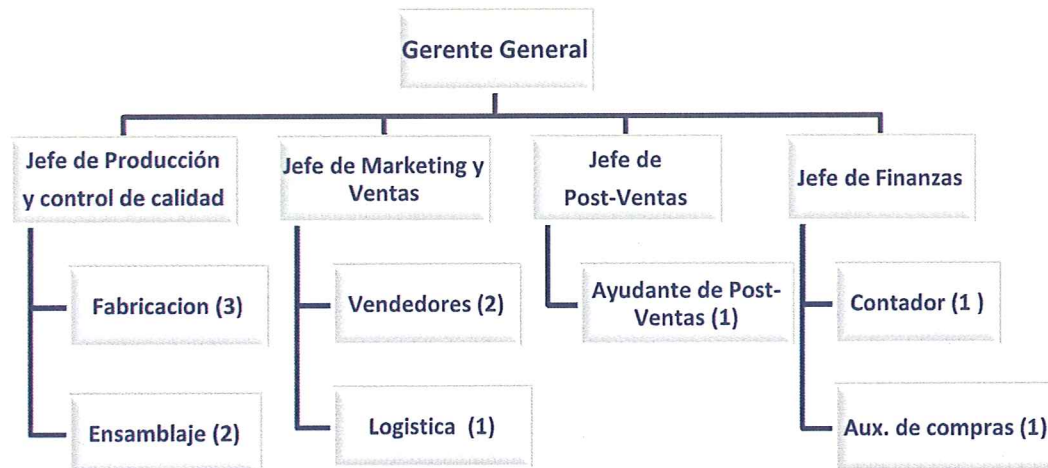 Gerente General
Jefe de Producción
y control de calidad
Jefe de Marketing y
Ventas
Jefe de
Post-Ventas
Jefe de Finanzas
Fabricacion (3)
Vendedores (2)
Ayudante de Post-
Ventas (1)
Contador (1 )
Ensamblaje (2)
Logistica (1)
Aux. de compras (1)